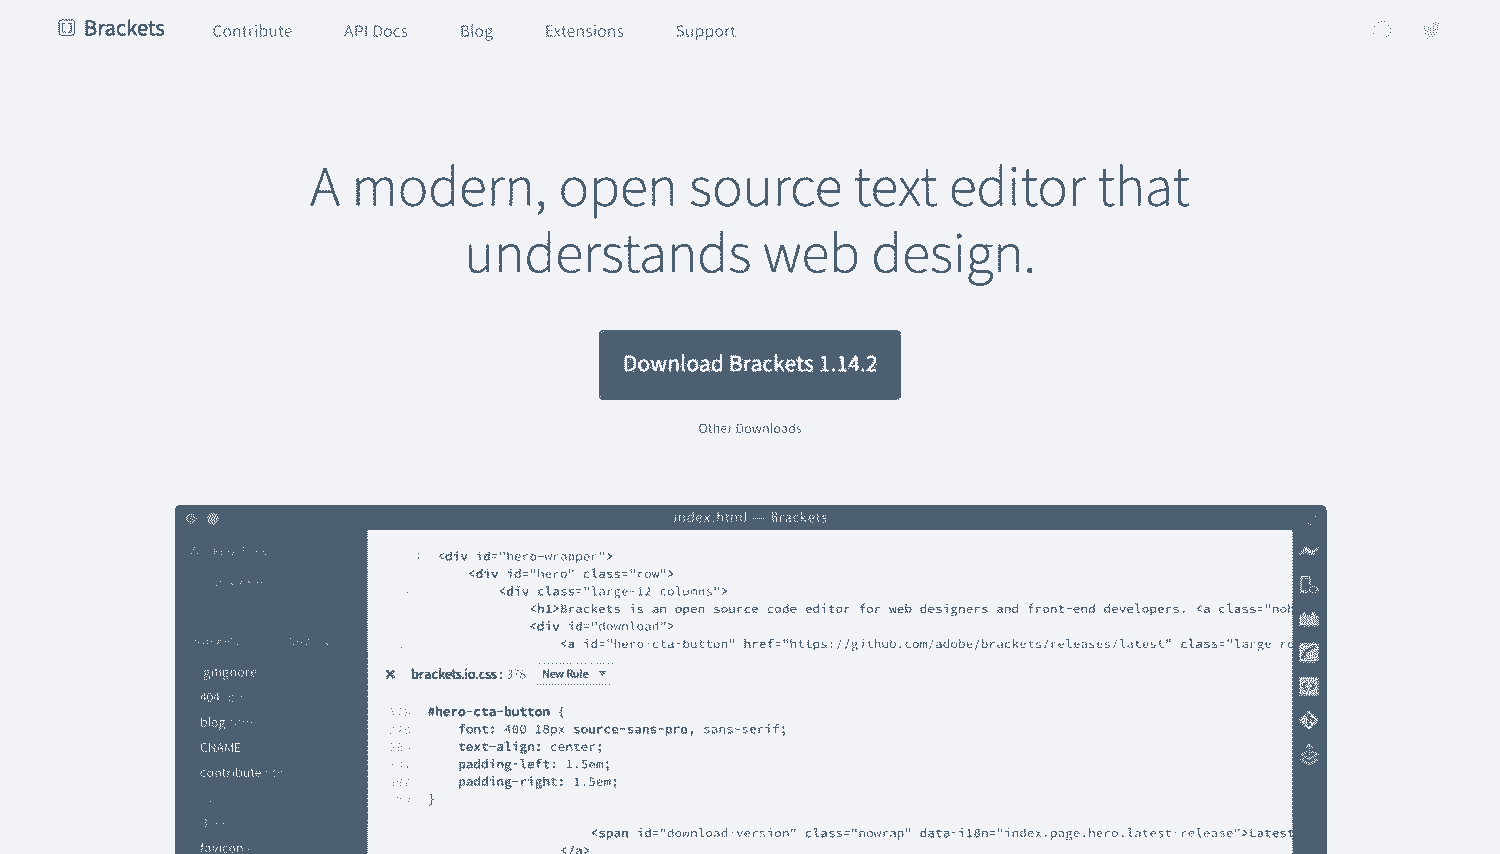 Brackets Contribute API Docs Blog Extensions Support
A modern, open source text editor that
understands web design.
Download Brackets 1.14.2
Other Downloads
index.html — Brackets
<div id="hero-wrapper">
<div id="hero" class="row">
<div class="large-12 columns">
<h1>Brackets is an open source code editor for web designers and front-end developers. <a class="nob
<div id="download">
<a id="hero-cta-button" href="https://github.com/adobe/brackets/releases/latest" class="large ro
brackets.io.css: 378 New Rule
#hero-cta-button {
font: 400 18px source-sans-pro, sans-serif;
text-align: center;
padding-left: 1.5em;
padding-right: 1.5em;
}
<span id="download-version" class="nowrap" data-i18n="index.page.hero.latest-release">Latest
</a>
.gitignore
404
blog
CNAME
contribute
favicon